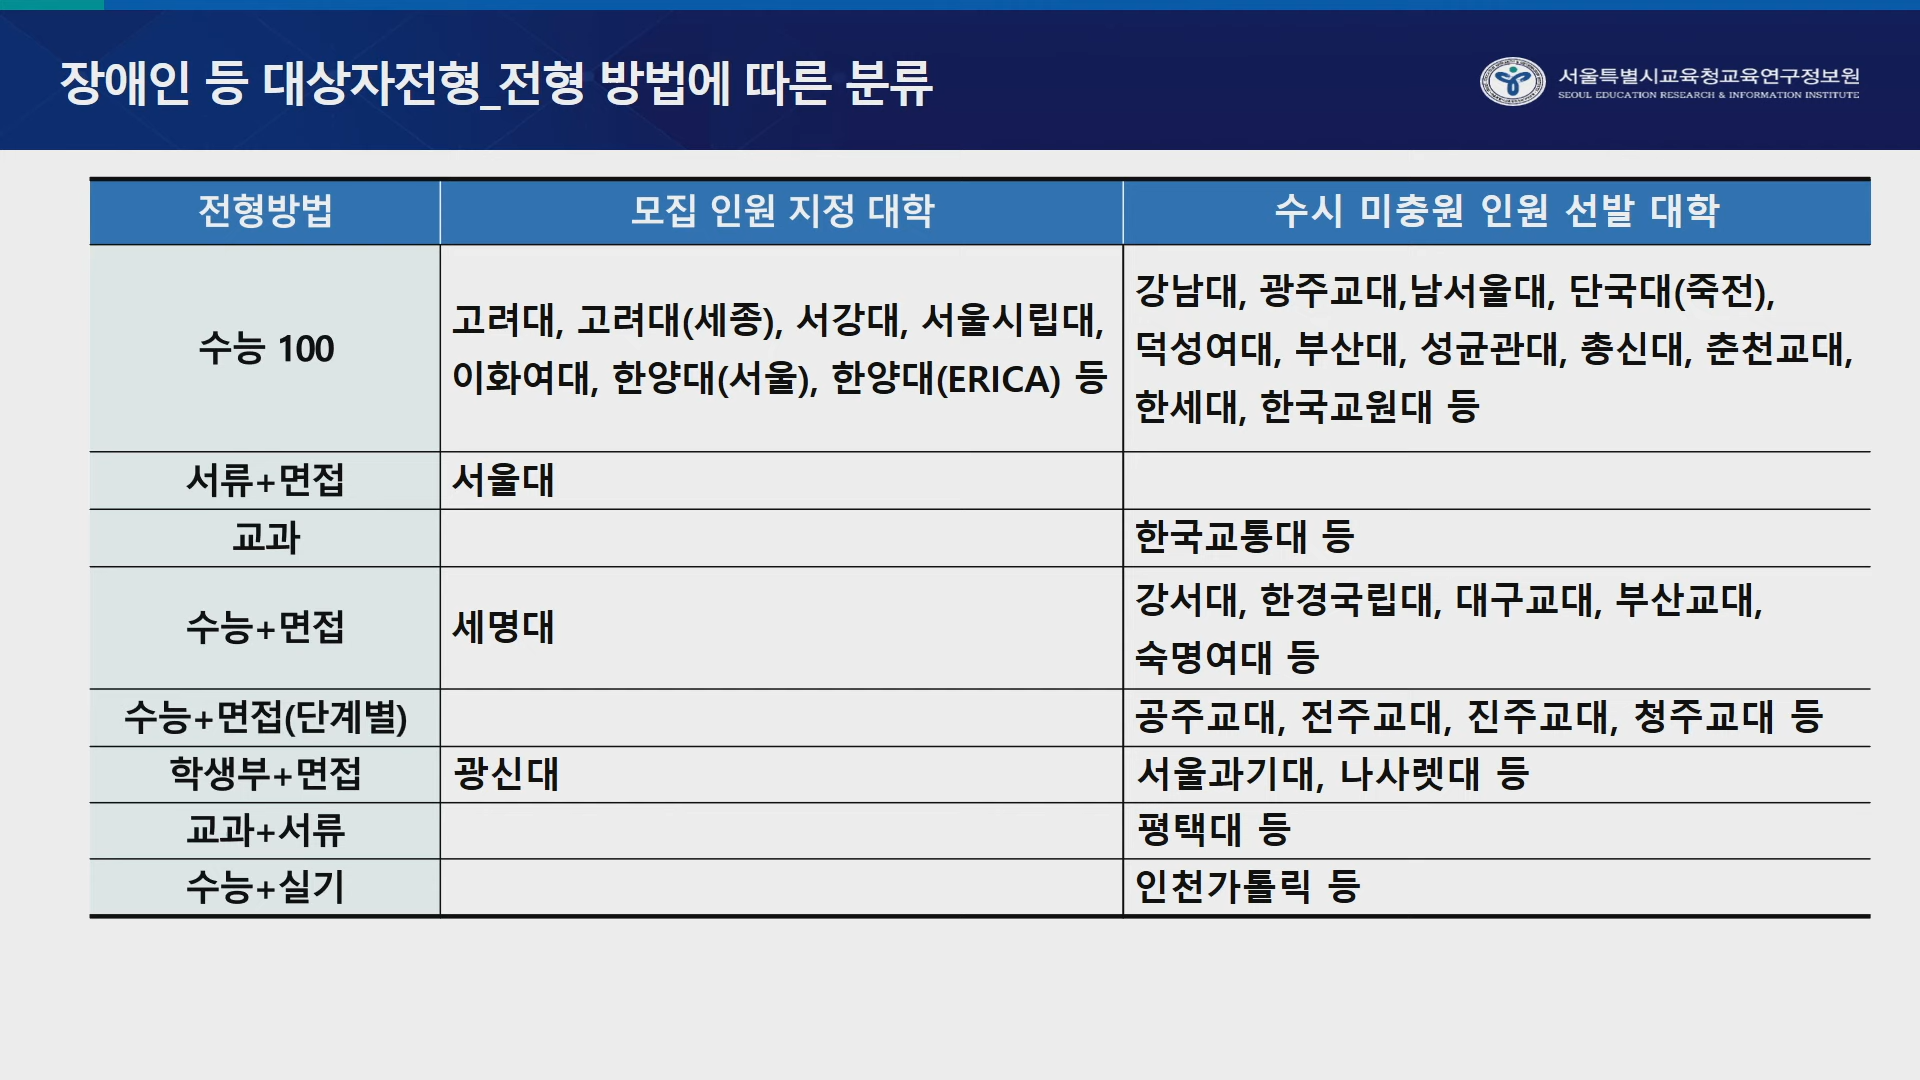 장애인 등 대상자전형_전형 방법에 따른 분류
서울특별시교육청교육연구정보원
SEOUL EDUCATION RESEARCH & INFORMATION INSTITUTE
전형방법 모집 인원 지정 대학 수시 미충원 인원 선발 대학
수능 100
고려대, 고려대(세종), 서강대, 서울시립대,
이화여대, 한양대(서울), 한양대(ERICA) 등
강남대, 광주교대,남서울대, 단국대(죽전),
덕성여대, 부산대, 성균관대, 총신대, 춘천교대,
한세대, 한국교원대 등
서류+면접 서울대
교과 한국교통대 등
수능+면접 세명대
강서대, 한경국립대, 대구교대, 부산교대,
숙명여대 등
수능+면접(단계별) 공주교대, 전주교대, 진주교대, 청주교대 등
학생부+면접 광신대 서울과기대, 나사렛대 등
교과+서류 평택대 등
수능+실기 인천가톨릭 등